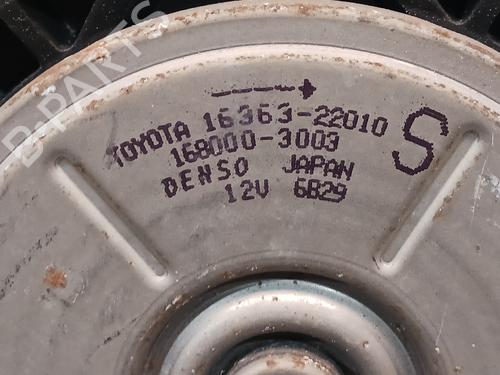 TOYOTA 16363-22010
168000-3003
DENSO JAPAN
12V 6B29
S
B-PARTS